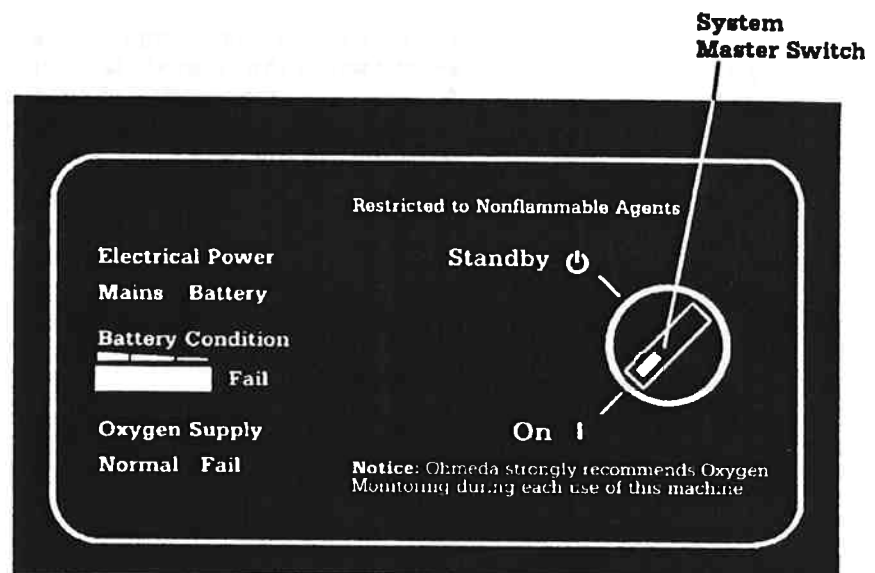 System
Master Switch
Restricted to Nonflammable Agents
Electrical Power
Mains Battery
Battery Condition
Fail
Oxygen Supply
Normal Fail
Standby
On I
Notice: Ohmeda strongly recommends Oxygen
Monitoring during each use of this machine